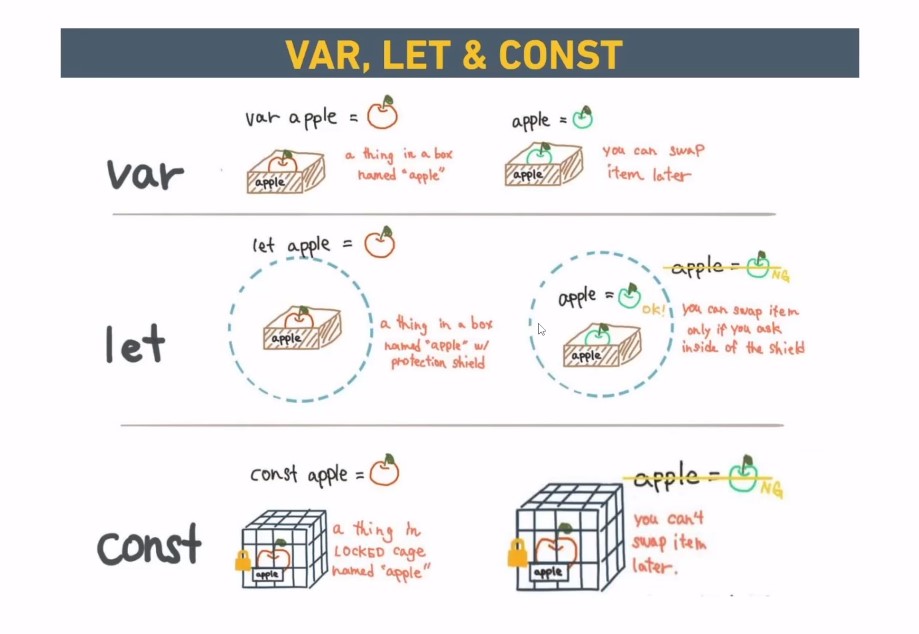 VAR, LET & CONST
var apple =
apple =
var
apple
a thing in a box
named "apple"
apple
you can swap
item later
let apple =
apple =
NG
let
apple
a thing in a box
named "apple" w/
protection shield
apple =
ok!
apple
you can swap item
only if you ask
inside of the shield
const apple =
apple =
NG
const
apple
a thing in
LOCKED cage
named "apple"
apple
you can't
swap item
later.